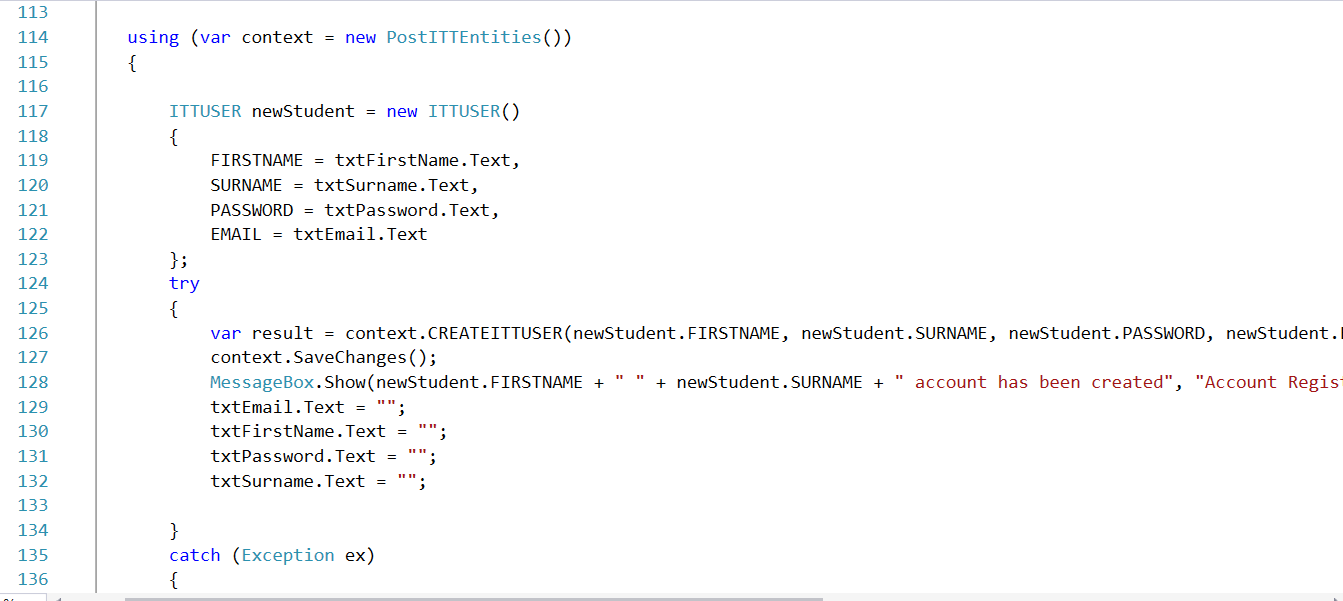 113
114 using (var context = new PostITTEntities())
115 {
116
117 ITTUSER newStudent = new ITTUSER()
118 {
119 FIRSTNAME = txtFirstName.Text,
120 SURNAME = txtSurname.Text,
121 PASSWORD = txtPassword.Text,
122 EMAIL = txtEmail.Text
123 };
124 try
125 {
126 var result = context.CREATEITTUSER(newStudent.FIRSTNAME, newStudent.SURNAME, newStudent.PASSWORD, newStudent.
127 context.SaveChanges();
128 MessageBox.Show(newStudent.FIRSTNAME + " " + newStudent.SURNAME + " account has been created", "Account Regis
129 txtEmail.Text = "";
130 txtFirstName.Text = "";
131 txtPassword.Text = "";
132 txtSurname.Text = "";
133
134 }
135 catch (Exception ex)
136 {